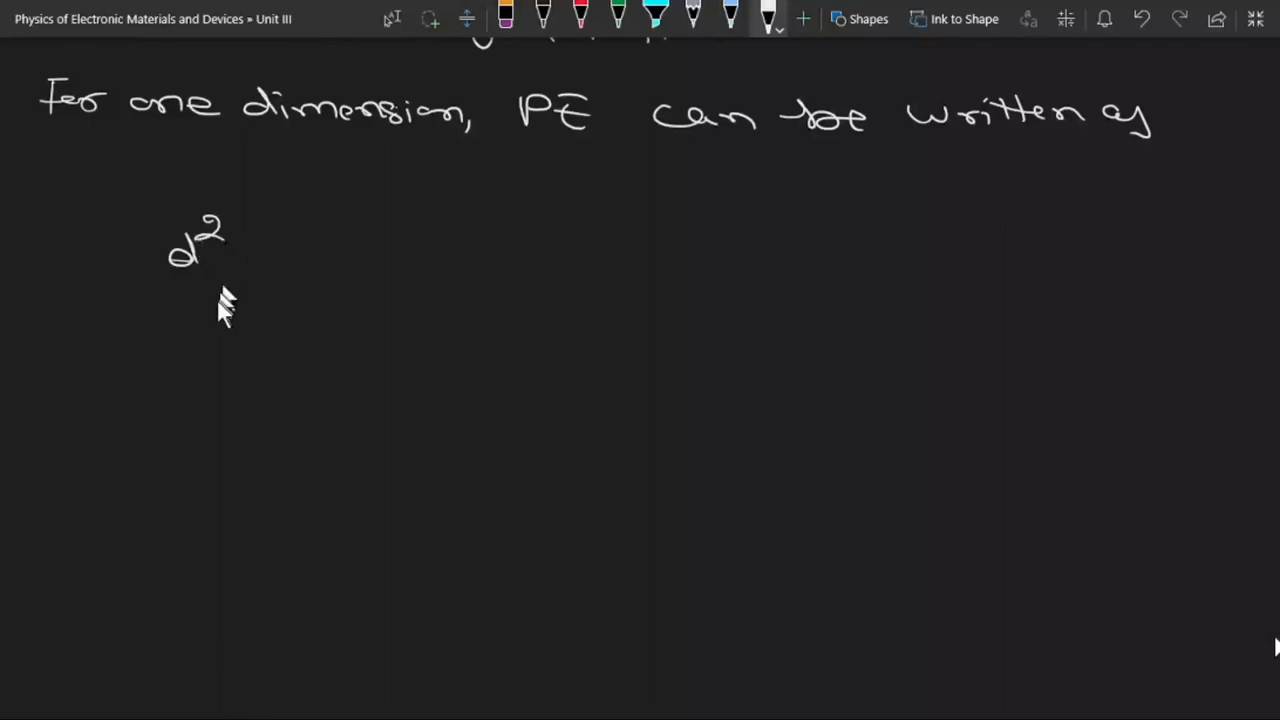 Physics of Electronic Materials and Devices » Unit III
Shapes
Ink to Shape
For one dimension, PE can be written as
d²